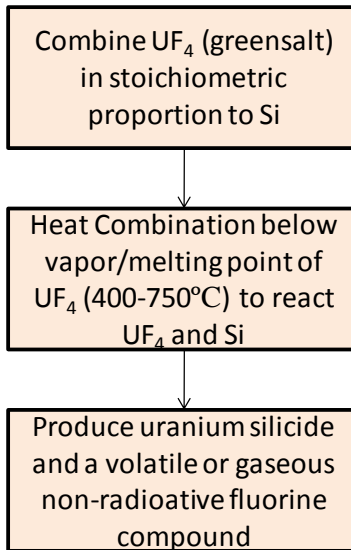 Combine UF₄ (greensalt)
in stoichiometric
proportion to Si
Heat Combination below
vapor/melting point of
UF₄ (400-750°C) to react
UF₄ and Si
Produce uranium silicide
and a volatile or gaseous
non-radioative fluorine
compound